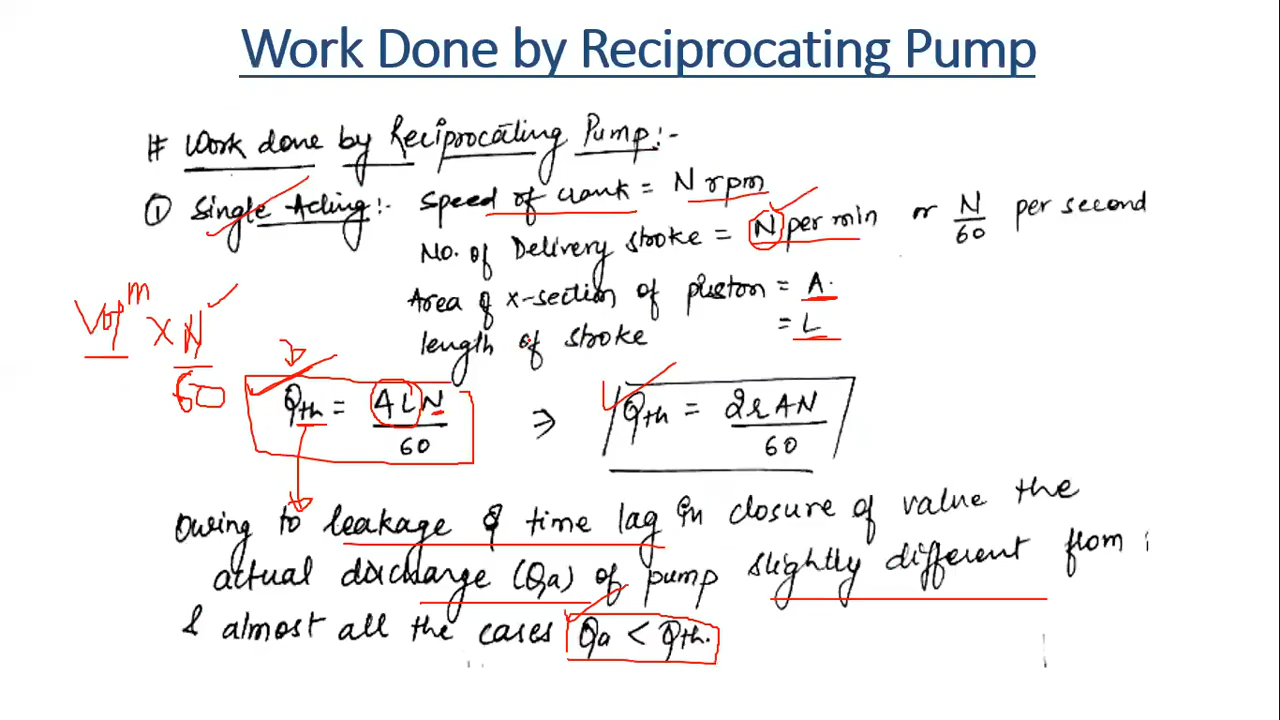 Work Done by Reciprocating Pump
# Work done by Reciprocating Pump:-
① Single Acting:- Speed of crank = N rpm
No. of Delivery stroke = N per min or N/60 per second
Area of x-section of piston = A.
length of stroke = L
Vol^m x N/60
Qth = ALN/60 ⇒ Qth = 2rAN/60
Owing to leakage & time lag in closure of value the
actual discharge (Qa) of pump slightly different from
& almost all the cases Qa < Qth.